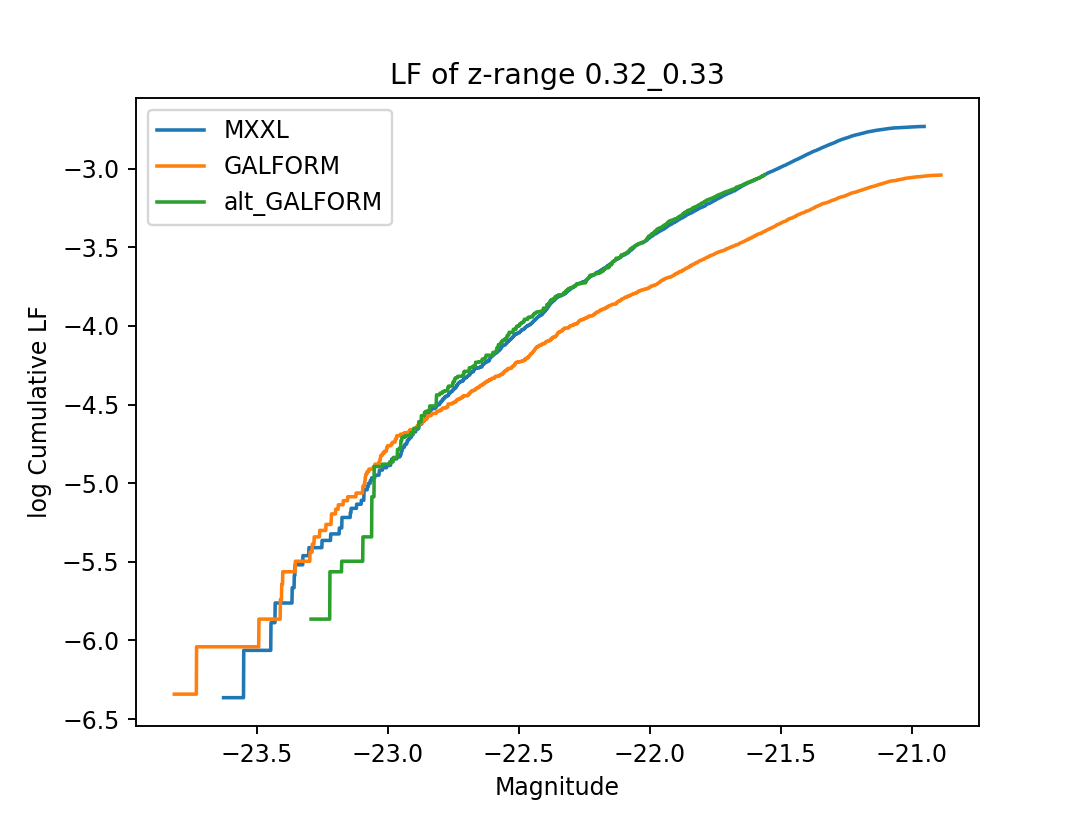 LF of z-range 0.32_0.33
MXXL
GALFORM
alt_GALFORM
log Cumulative LF
−3.0
−3.5
−4.0
−4.5
−5.0
−5.5
−6.0
−6.5
−23.5 −23.0 −22.5 −22.0 −21.5 −21.0
Magnitude